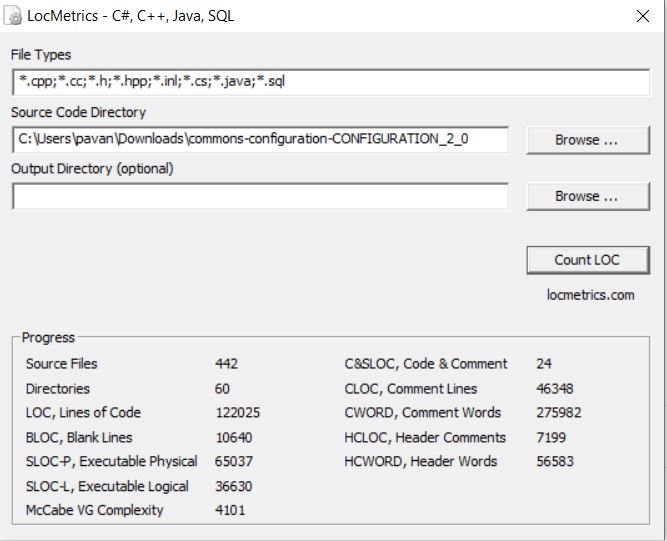 LocMetrics - C#, C++, Java, SQL
File Types
*.cpp;*.cc;*.h;*.hpp;*.inl;*.cs;*.java;*.sql
Source Code Directory
C:\Users\pavan\Downloads\commons-configuration-CONFIGURATION_2_0 Browse ...
Output Directory (optional)
Browse ...
Count LOC
locmetrics.com
Progress
Source Files 442 C&SLOC, Code & Comment 24
Directories 60 CLOC, Comment Lines 46348
LOC, Lines of Code 122025 CWORD, Comment Words 275982
BLOC, Blank Lines 10640 HCLOC, Header Comments 7199
SLOC-P, Executable Physical 65037 HCWORD, Header Words 56583
SLOC-L, Executable Logical 36630
McCabe VG Complexity 4101